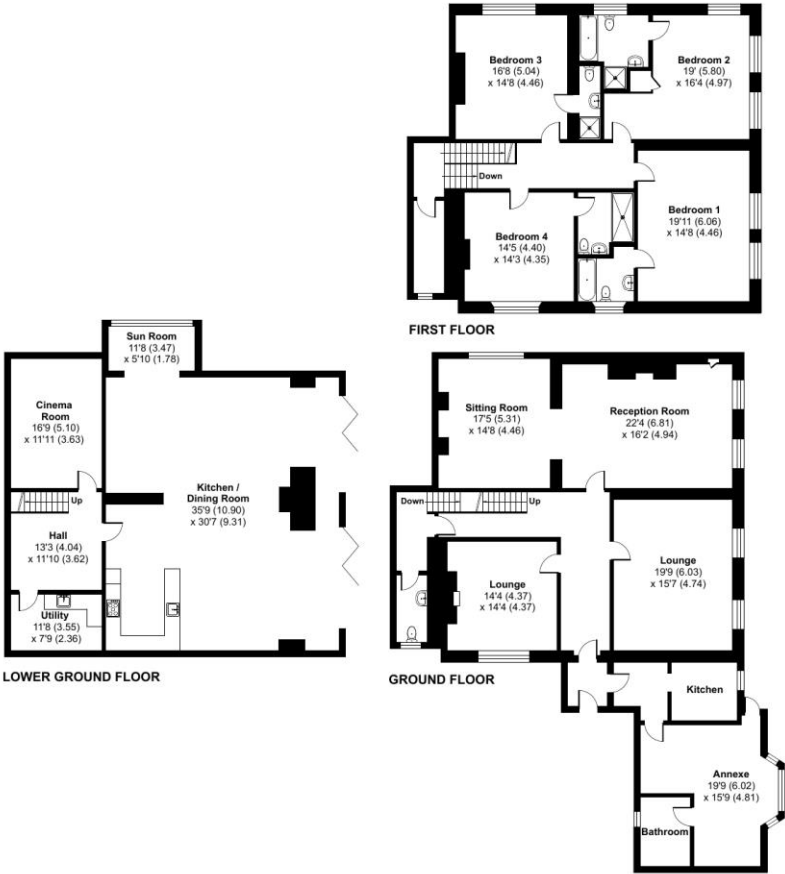 Bedroom 3
16'8 (5.04)
x 14'8 (4.46)
Bedroom 2
19' (5.80)
x 16'4 (4.97)
Down
Bedroom 1
19'11 (6.06)
x 14'8 (4.46)
Bedroom 4
14'5 (4.40)
x 14'3 (4.35)
FIRST FLOOR
Sun Room
11'8 (3.47)
x 5'10 (1.78)
Cinema
Room
16'9 (5.10)
x 11'11 (3.63)
Up
Kitchen /
Dining Room
35'9 (10.90)
x 30'7 (9.31)
Hall
13'3 (4.04)
x 11'10 (3.62)
Utility
11'8 (3.55)
x 7'9 (2.36)
LOWER GROUND FLOOR
Sitting Room
17'5 (5.31)
x 14'8 (4.46)
Reception Room
22'4 (6.81)
x 16'2 (4.94)
Down
Up
Lounge
19'9 (6.03)
x 15'7 (4.74)
Lounge
14'4 (4.37)
x 14'4 (4.37)
GROUND FLOOR
Kitchen
Annexe
19'9 (6.02)
x 15'9 (4.81)
Bathroom